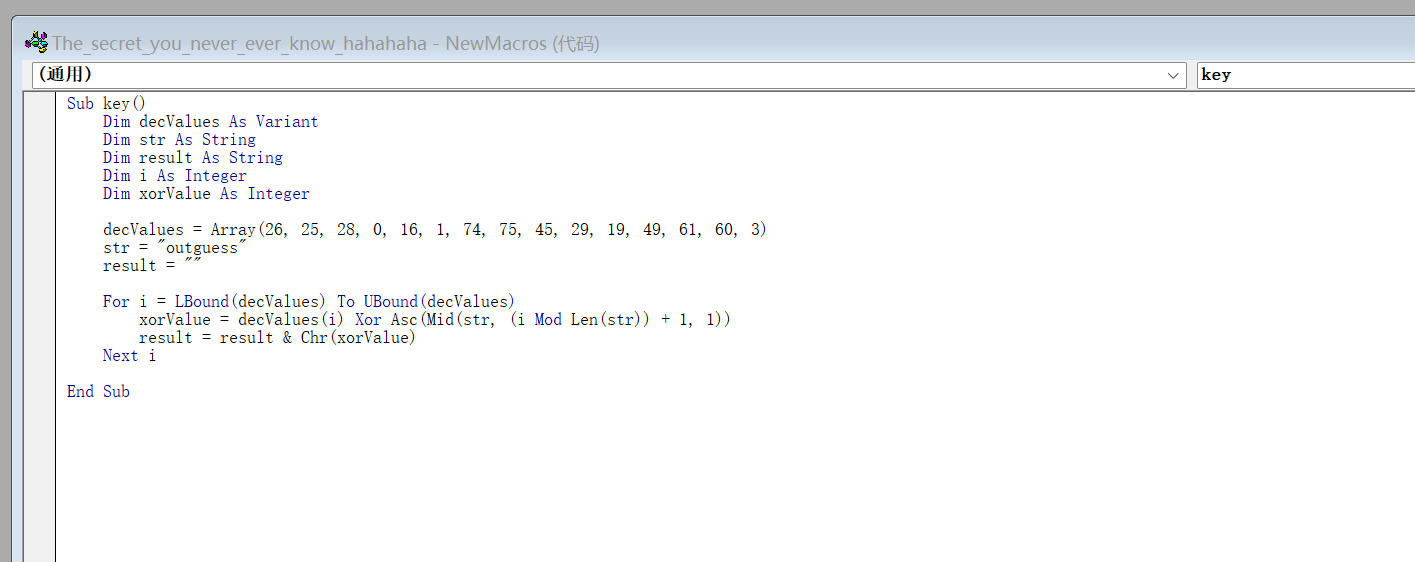 The_secret_you_never_ever_know_hahahaha - NewMacros (代码)
(通用) key
Sub key()
    Dim decValues As Variant
    Dim str As String
    Dim result As String
    Dim i As Integer
    Dim xorValue As Integer
    decValues = Array(26, 25, 28, 0, 16, 1, 74, 75, 45, 29, 19, 49, 61, 60, 3)
    str = "outguess"
    result = ""
    For i = LBound(decValues) To UBound(decValues)
        xorValue = decValues(i) Xor Asc(Mid(str, (i Mod Len(str)) + 1, 1))
        result = result & Chr(xorValue)
    Next i
End Sub